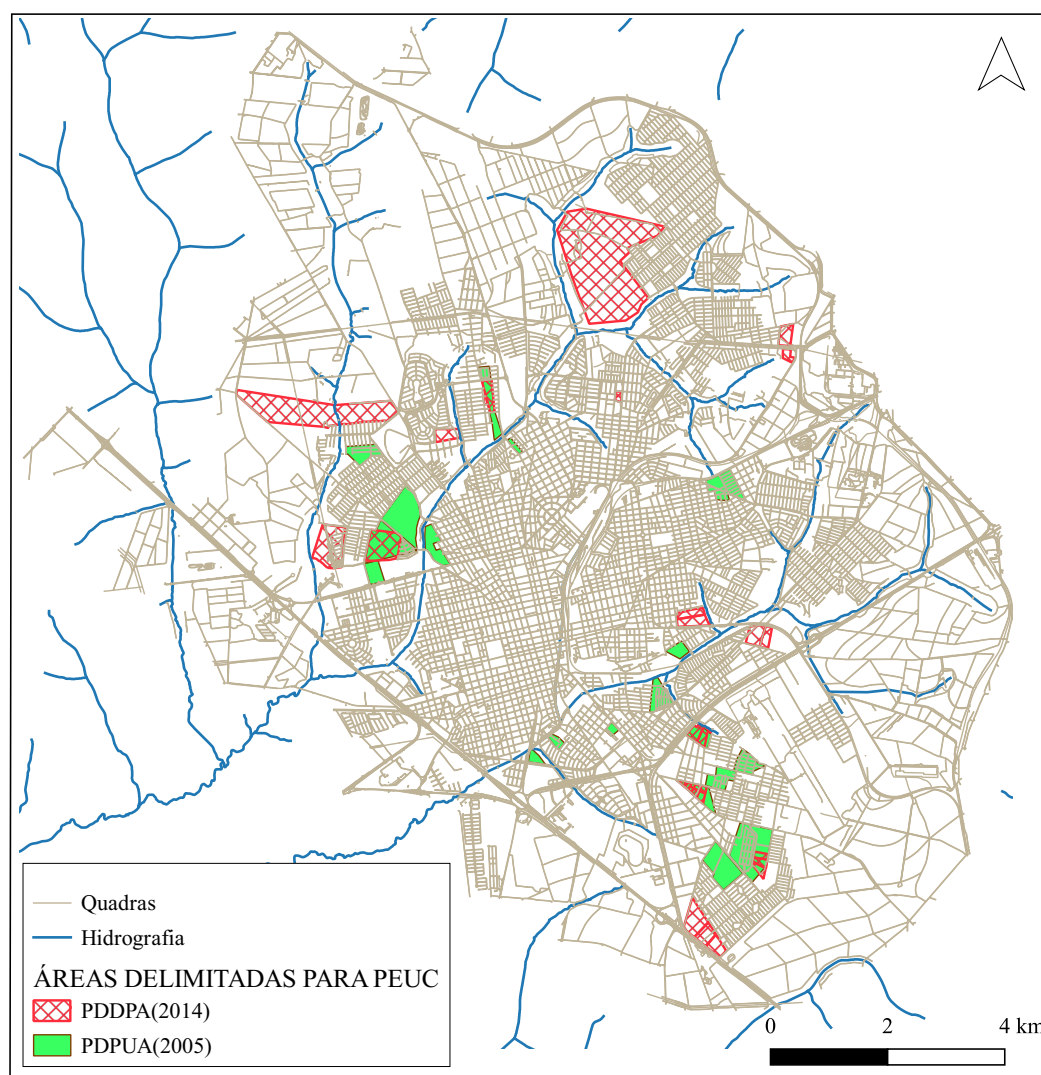 Quadras
Hidrografia
ÁREAS DELIMITADAS PARA PEUC
PDDPA(2014)
PDPUA(2005)
0 2 4 km